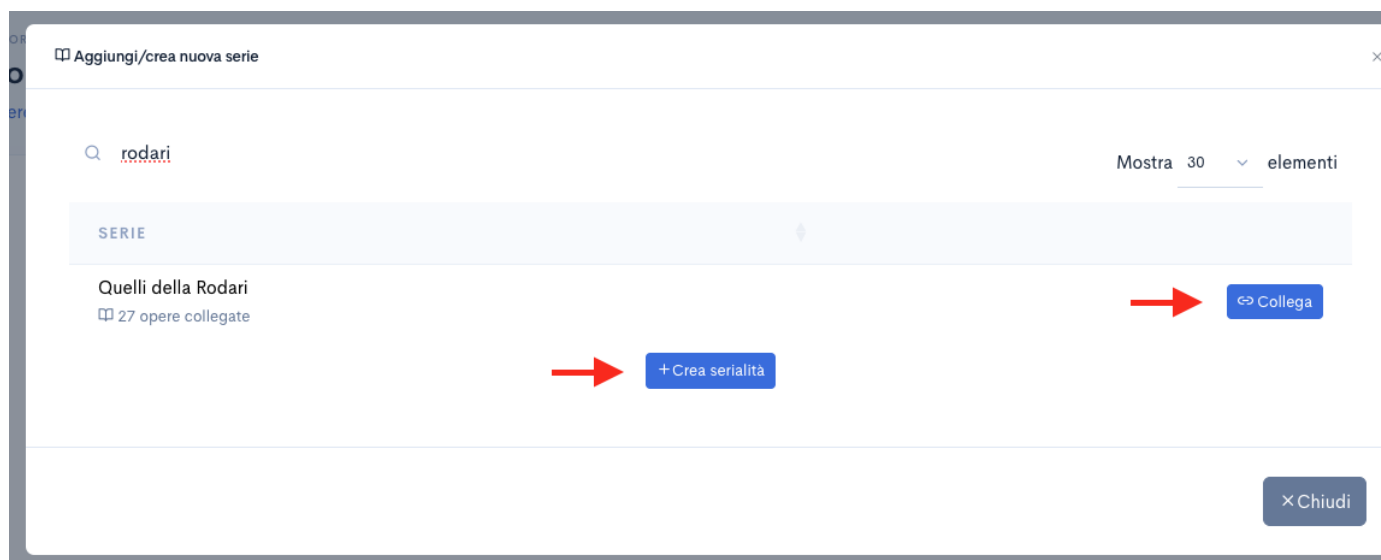 Aggiungi/crea nuova serie
rodari
Mostra 30 elementi
SERIE
Quelli della Rodari
Collega
27 opere collegate
+Crea serialità
×Chiudi